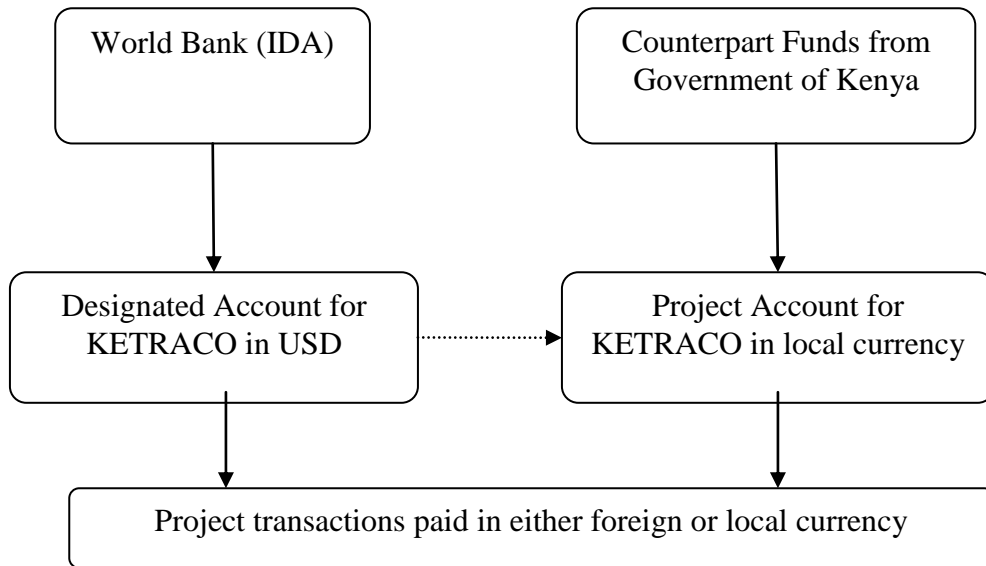 World Bank (IDA)
Counterpart Funds from
Government of Kenya
Designated Account for
KETRACO in USD
Project Account for
KETRACO in local currency
Project transactions paid in either foreign or local currency